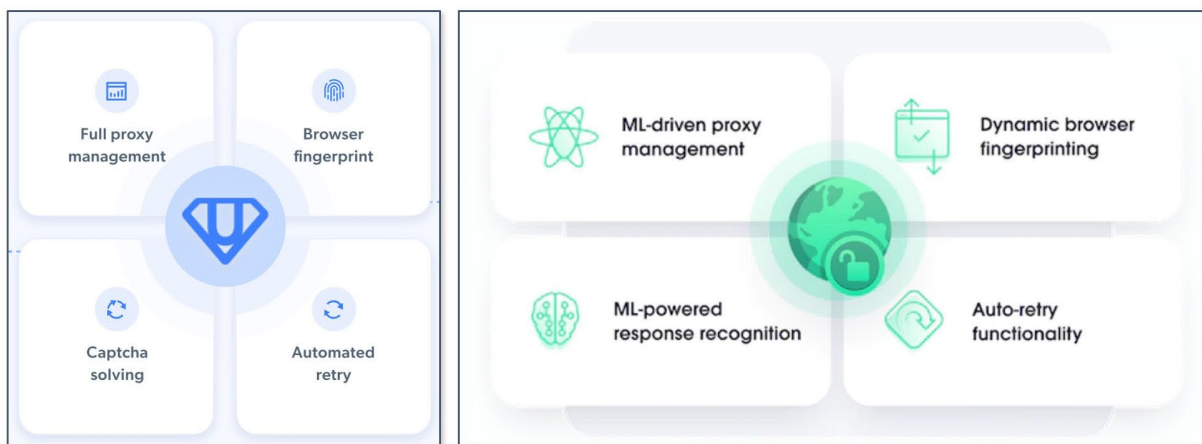 Full proxy
management
Browser
fingerprint
U
Captcha
solving
Automated
retry
ML-driven proxy
management
Dynamic browser
fingerprinting
ML-powered
response recognition
Auto-retry
functionality